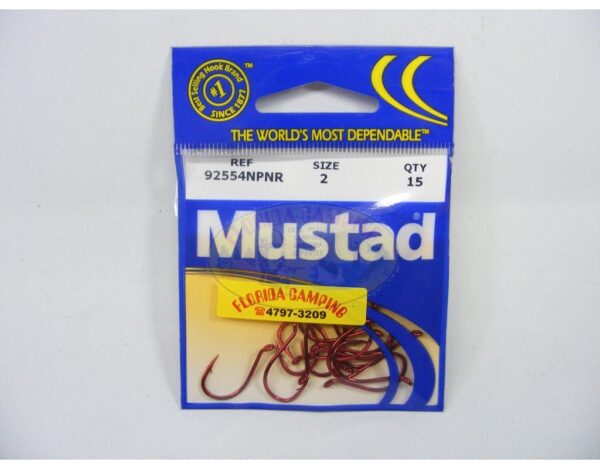 Best Selling Hook Brand
#1
SINCE 1877
™
THE WORLD'S MOST DEPENDABLE™
REF SIZE QTY
92554NPNR 2 15
Mustad®
FLORIDA CAMPING
☎4797-3209